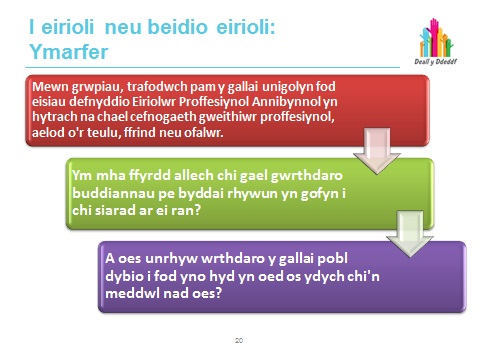 I eirioli neu beidio eirioli:
Ymarfer
Deall y Ddeddf
Mewn grwpiau, trafodwch pam y gallai unigolyn fod
eisiau defnyddio Eiriolwr Proffesiynol Annibynnol yn
hytrach na chael cefnogaeth gweithiwr proffesiynol,
aelod o'r teulu, ffrind neu ofalwr.
Ym mha ffyrdd allech chi gael gwrthdaro
buddiannau pe byddai rhywun yn gofyn i
chi siarad ar ei ran?
A oes unrhyw wrthdaro y gallai pobl
dybio i fod yno hyd yn oed os ydych chi'n
meddwl nad oes?
20